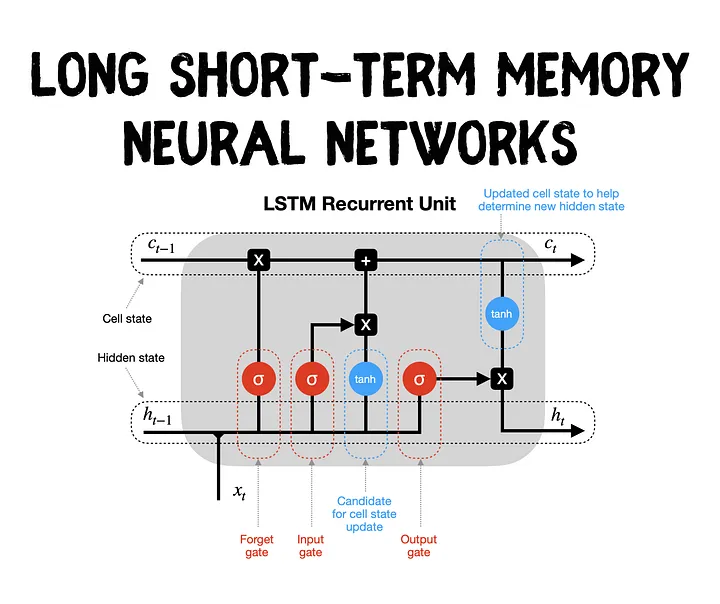 LONG SHORT-TERM MEMORY
NEURAL NETWORKS
LSTM Recurrent Unit
Updated cell state to help
determine new hidden state
c_{t-1}
c_t
X
+
tanh
X
Cell state
Hidden state
σ
σ
tanh
σ
X
h_{t-1}
h_t
x_t
Candidate
for cell state
update
Forget
gate
Input
gate
Output
gate